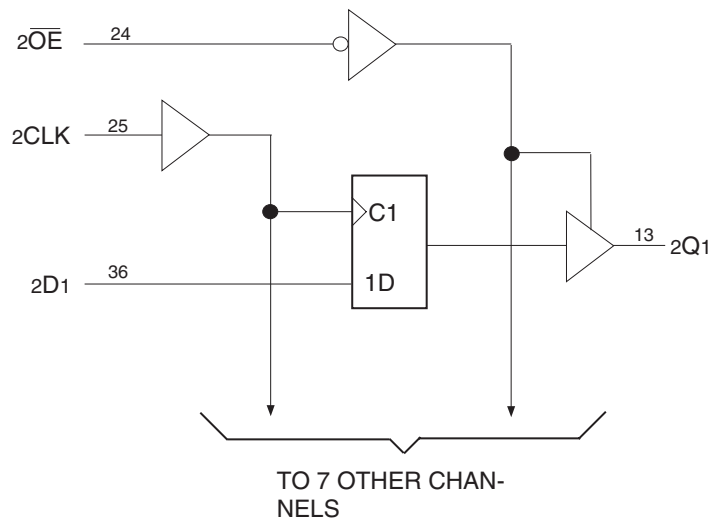 2OE 24
2CLK 25
C1
2D1 36
1D
13 2Q1
TO 7 OTHER CHAN-
NELS